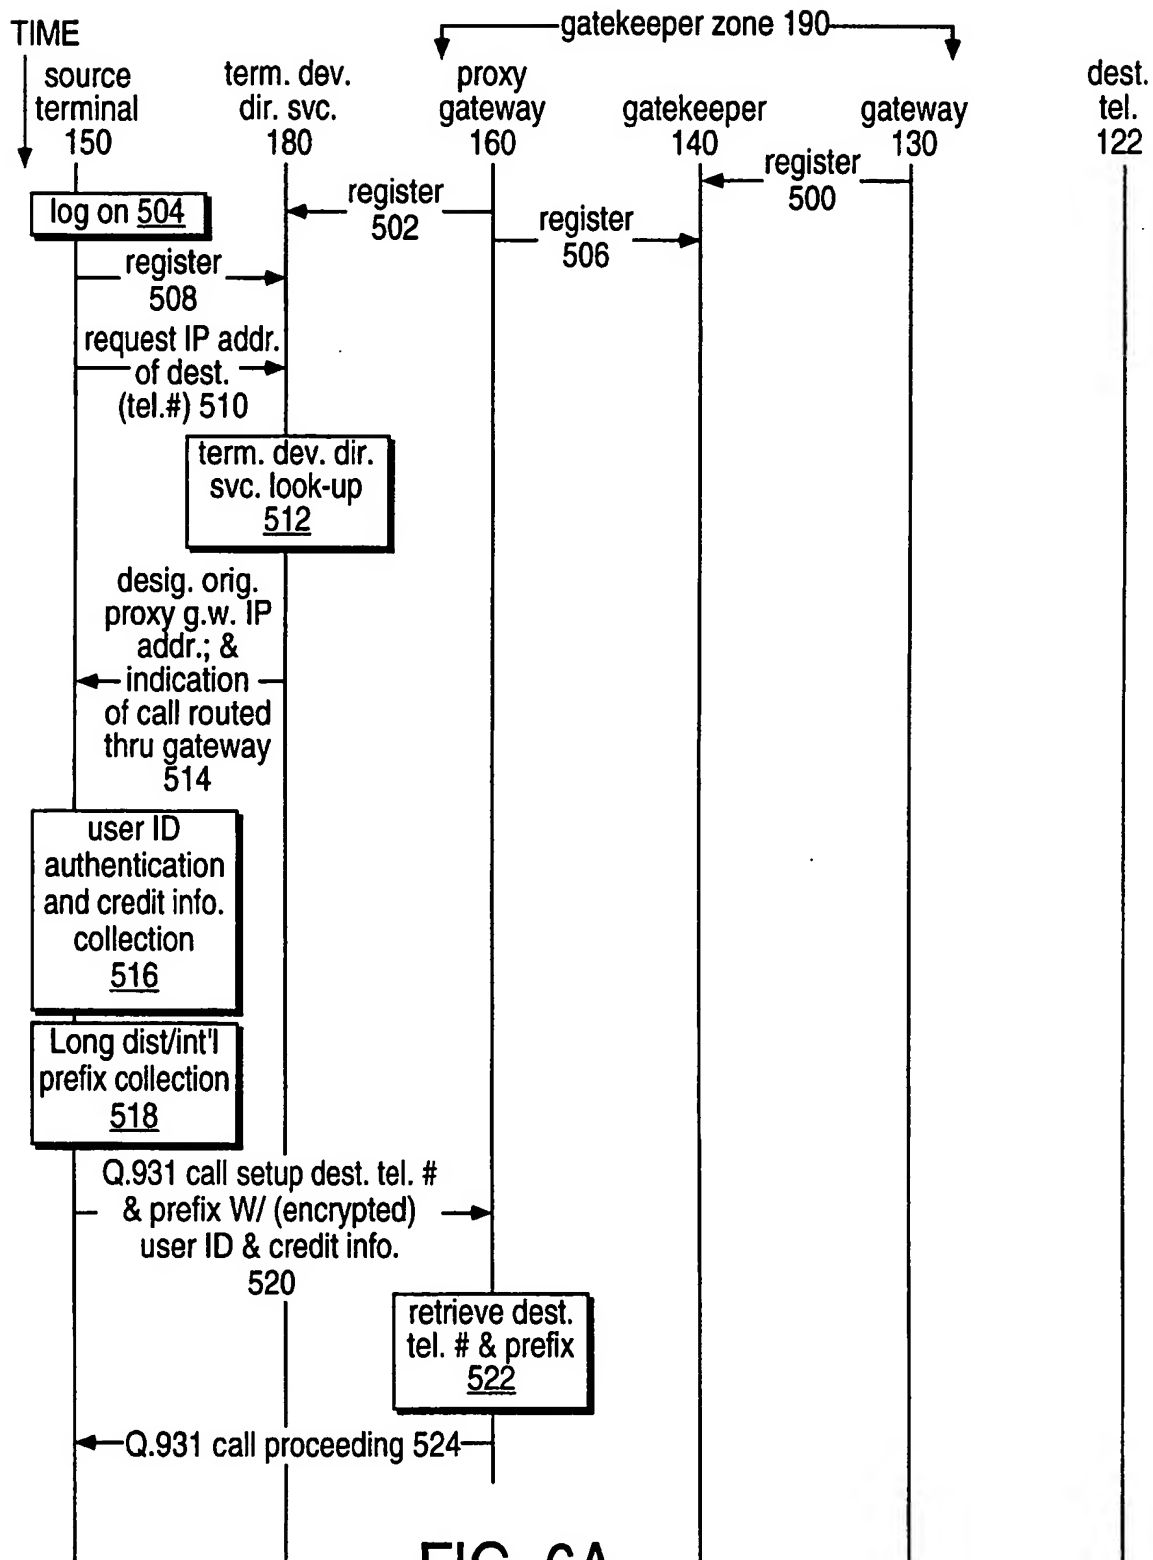 TIME
gatekeeper zone 190
source
terminal
150
term. dev.
dir. svc.
180
proxy
gateway
160
gatekeeper
140
gateway
130
dest.
tel.
122
register
500
log on 504
register
502
register
506
register
508
request IP addr.
of dest.
(tel.#) 510
term. dev. dir.
svc. look-up
512
desig. orig.
proxy g.w. IP
addr.; &
indication
of call routed
thru gateway
514
user ID
authentication
and credit info.
collection
516
Long dist/int'l
prefix collection
518
Q.931 call setup dest. tel. #
& prefix W/ (encrypted)
user ID & credit info.
520
retrieve dest.
tel. # & prefix
522
Q.931 call proceeding 524
FIG. 6A